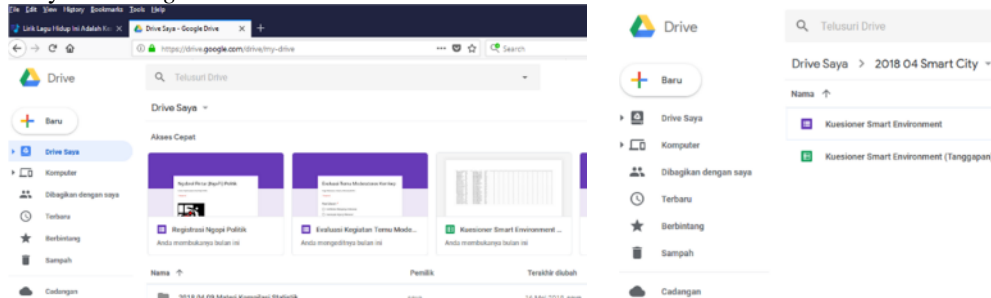 File Edit View History Bookmarks Tools Help
Lirik Lagu Hidup Ini Adalah Ke
Drive Saya - Google Drive
https://drive.google.com/drive/my-drive
Search
Drive
Telusuri Drive
Baru
Drive Saya
Akses Cepat
Drive Saya
Komputer
Dibagikan dengan saya
Terbaru
Berbintang
Sampah
Cadangan
Registrasi Ngopi Politik
Anda membukanya bulan ini
Evaluasi Kegiatan Temu Mode...
Anda mengeditnya bulan ini
Kuesioner Smart Environment ...
Anda membukanya bulan ini
Nama
Pemilik
Terakhir diubah
Drive
Telusuri Drive
Drive Saya > 2018 04 Smart City
Nama
Baru
Drive Saya
Komputer
Dibagikan dengan saya
Terbaru
Berbintang
Sampah
Cadangan
Kuesioner Smart Environment
Kuesioner Smart Environment (Tanggapan)